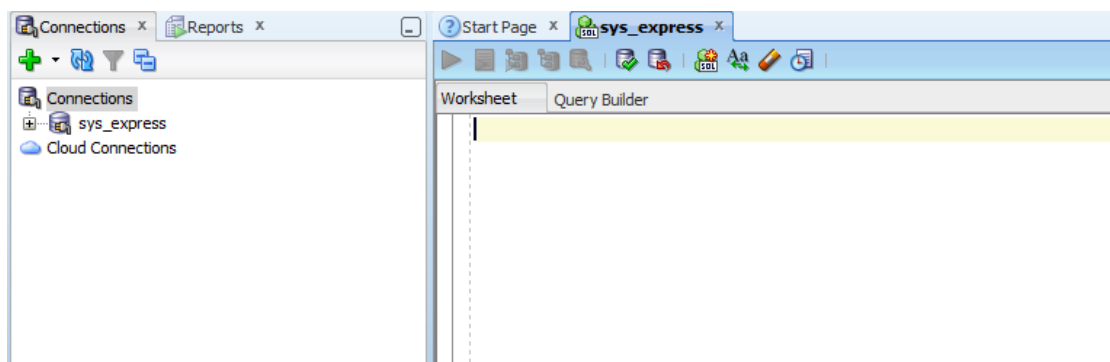 Connections x Reports x
Start Page x sys_express x
Connections
sys_express
Cloud Connections
Worksheet Query Builder